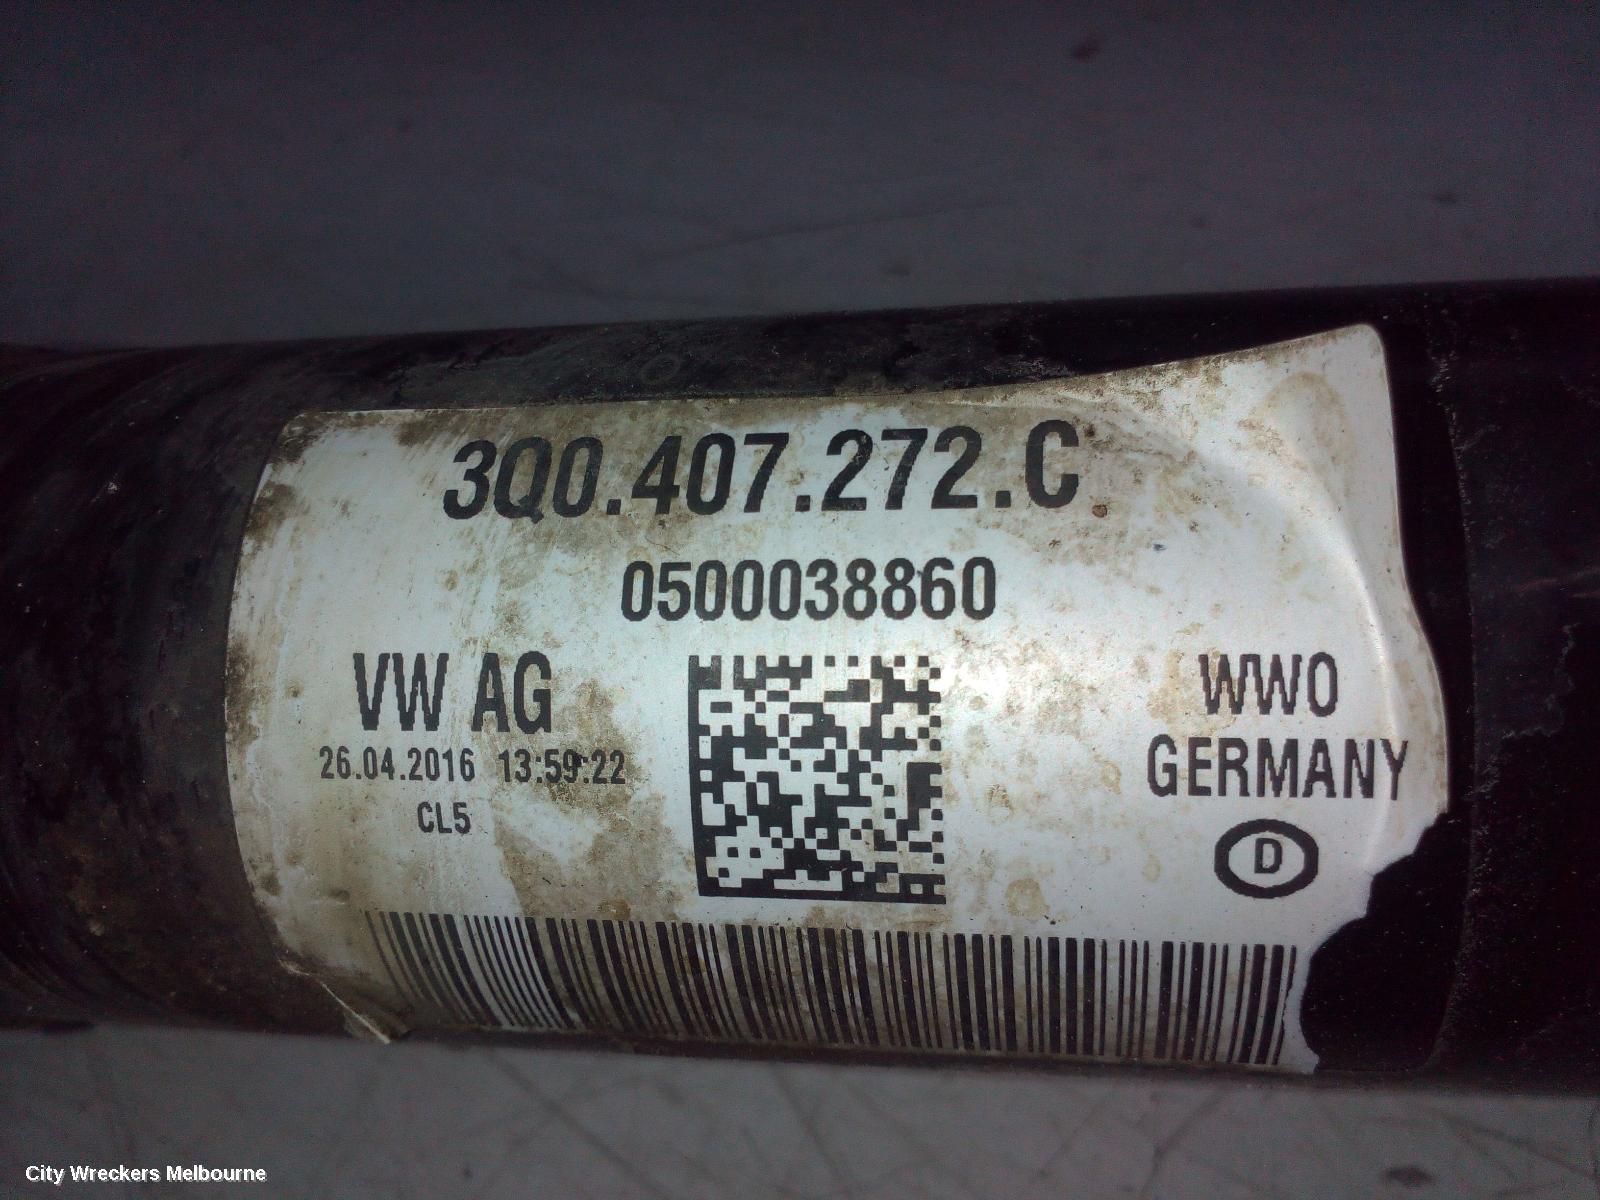 3Q0.407.272.C
0500038860
VW AG
26.04.2016 13:59:22
CL5
WWO
GERMANY
D
City Wreckers Melbourne